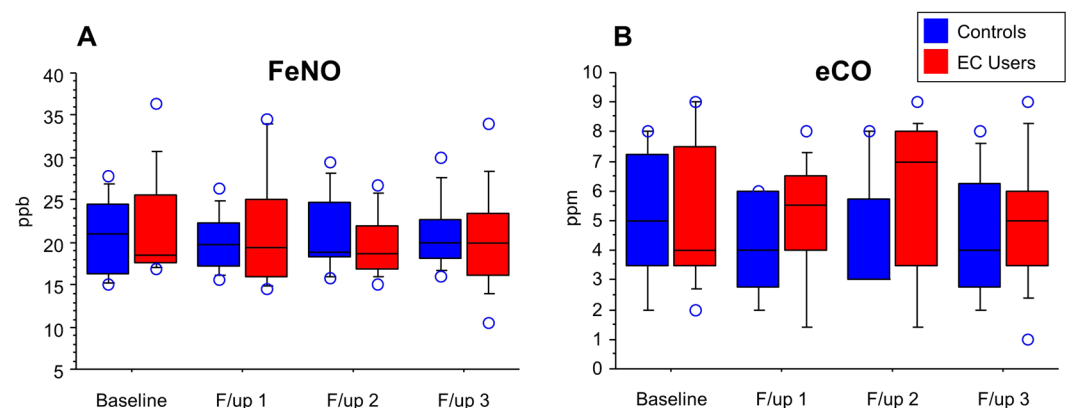 A
B
Controls
EC Users
FeNO
eCO
ppb
40
35
30
25
20
15
10
5
Baseline
F/up 1
F/up 2
F/up 3
ppm
10
9
8
7
6
5
4
3
2
1
0
Baseline
F/up 1
F/up 2
F/up 3